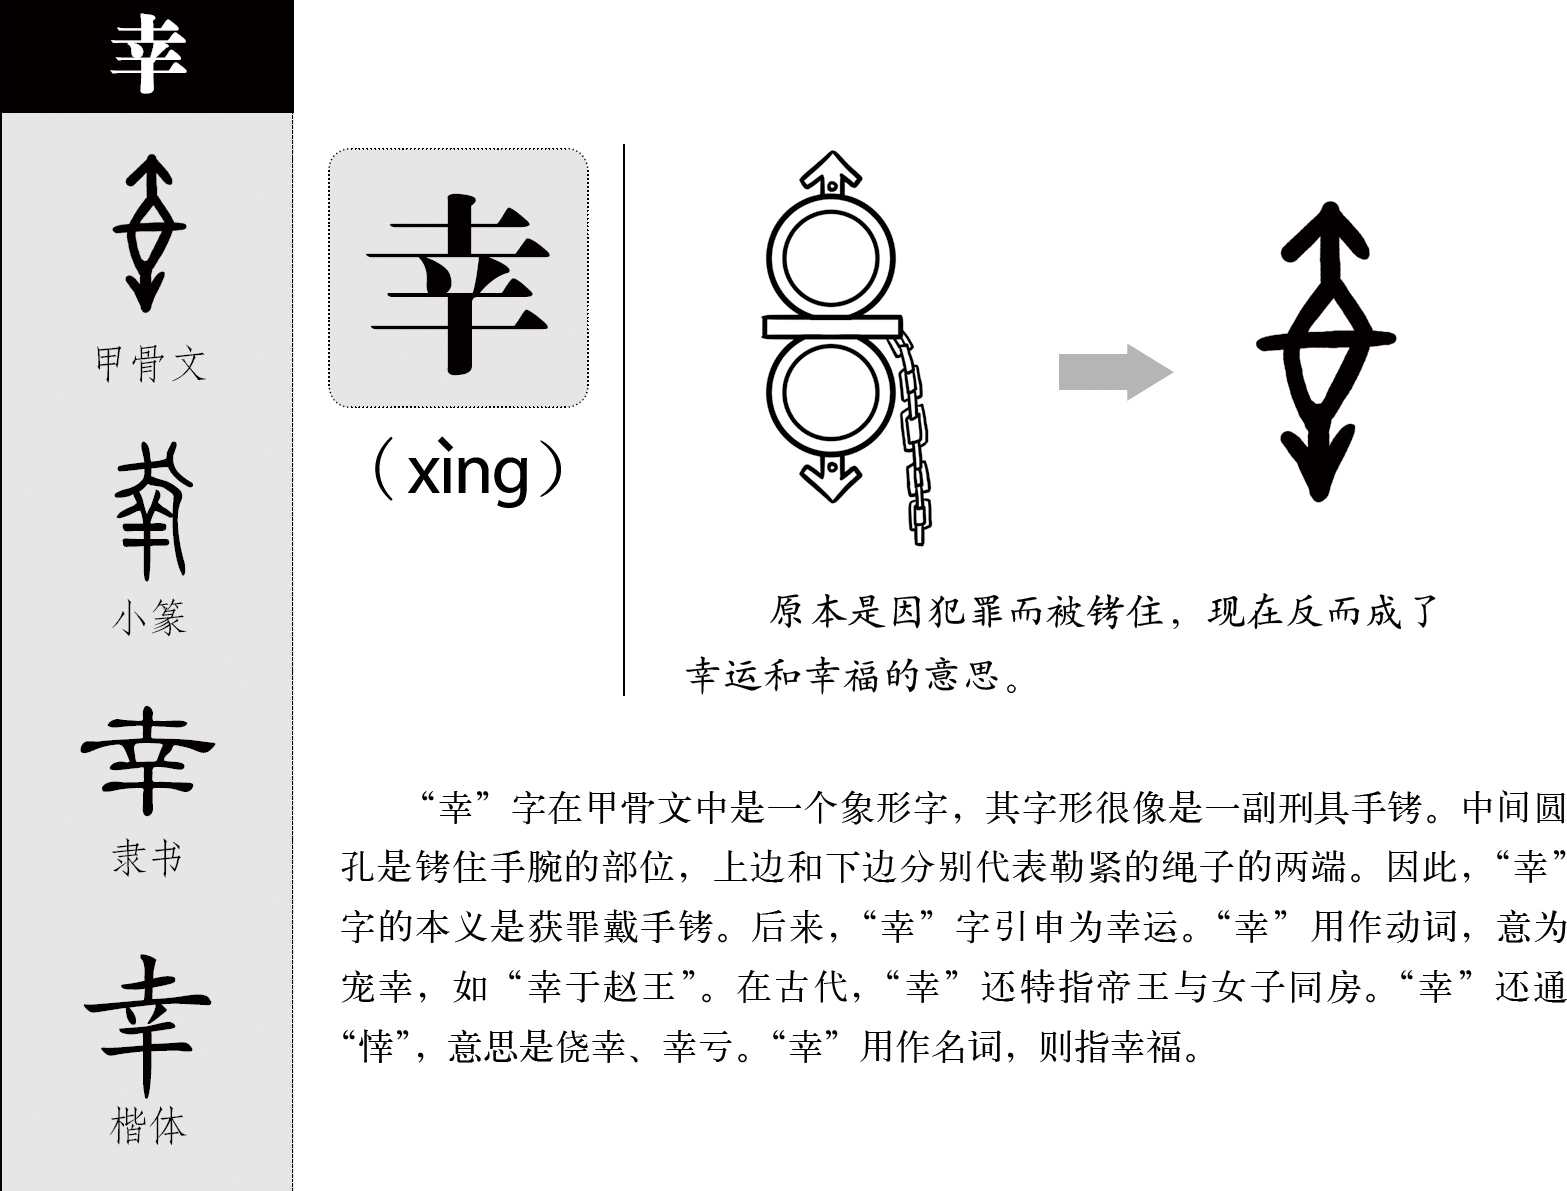 幸
甲骨文
小篆
隶书
楷体
幸
（xìng）
原本是因犯罪而被铐住，现在反而成了
幸运和幸福的意思。
“幸”字在甲骨文中是一个象形字，其字形很像是一副刑具手铐。中间圆
孔是铐住手腕的部位，上边和下边分别代表勒紧的绳子的两端。因此，“幸”
字的本义是获罪戴手铐。后来，“幸”字引申为幸运。“幸”用作动词，意为
宠幸，如“幸于赵王”。在古代，“幸”还特指帝王与女子同房。“幸”还通
“悻”，意思是侥幸、幸亏。“幸”用作名词，则指幸福。